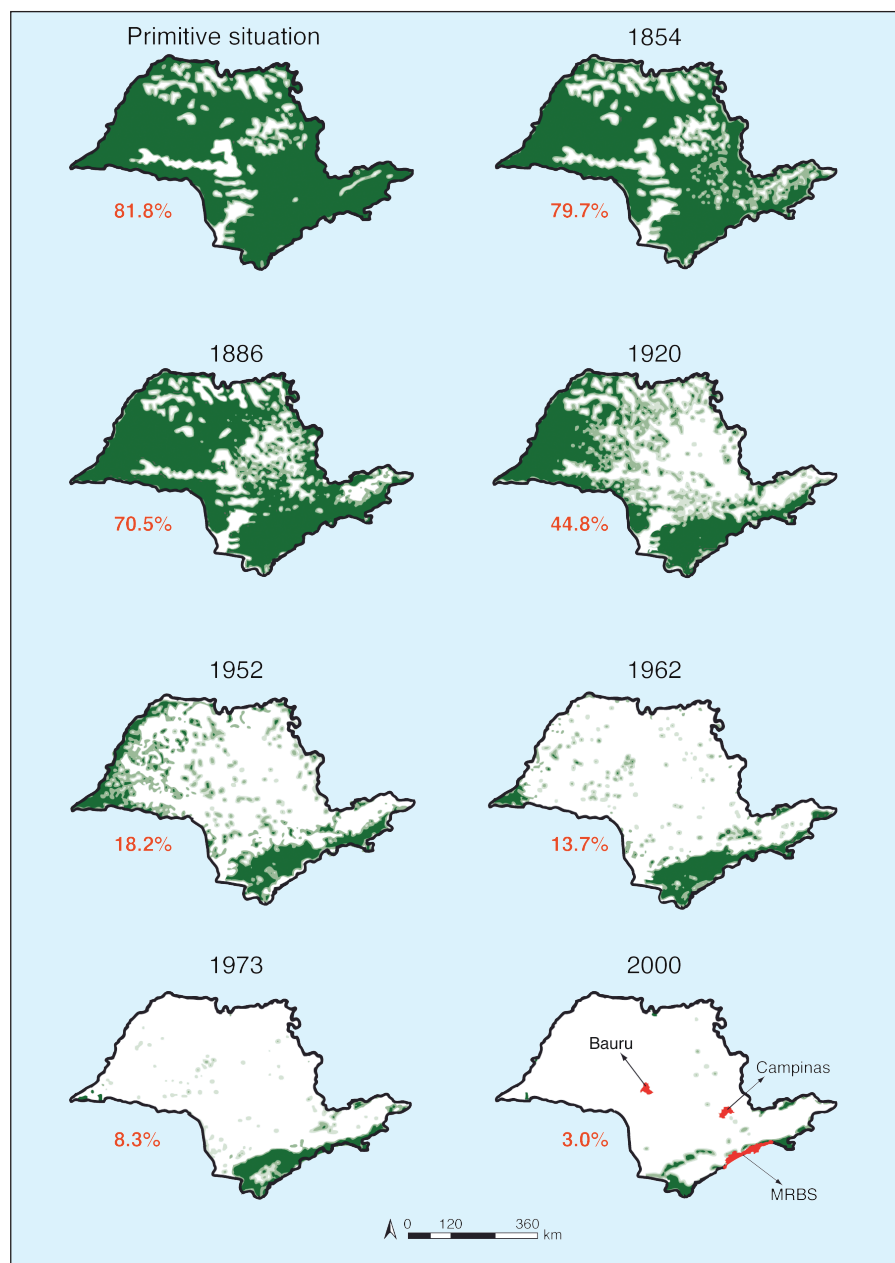 Primitive situation
1854
81.8%
79.7%
1886
1920
70.5%
44.8%
1952
1962
18.2%
13.7%
1973
2000
Bauru
Campinas
8.3%
3.0%
MRBS
0 120 360
km